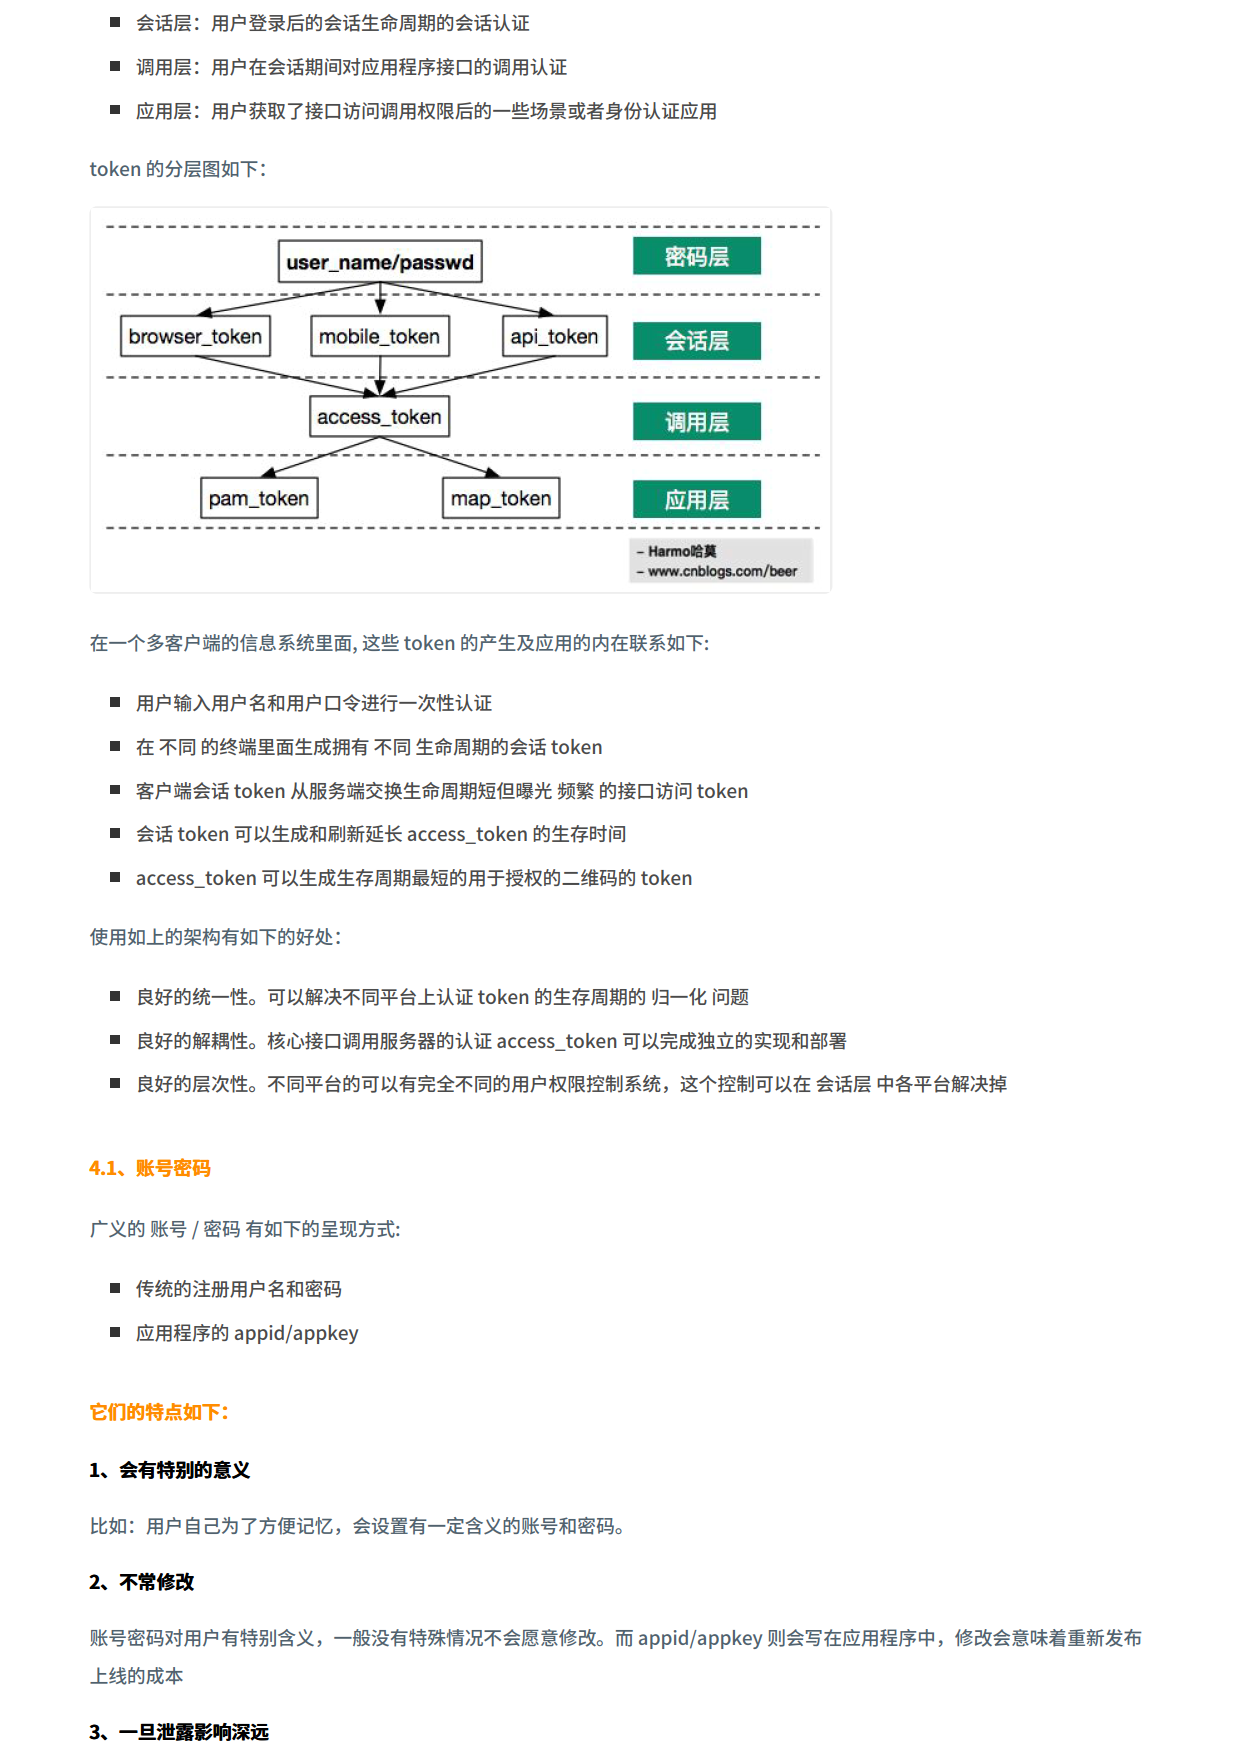 会话层：用户登录后的会话生命周期的会话认证
调用层：用户在会话期间对应用程序接口的调用认证
应用层：用户获取了接口访问调用权限后的一些场景或者身份认证应用
token 的分层图如下：
user_name/passwd
密码层
browser_token
mobile_token
api_token
会话层
access_token
调用层
pam_token
map_token
应用层
– Harmo哈莫
– www.cnblogs.com/beer
在一个多客户端的信息系统里面, 这些 token 的产生及应用的内在联系如下:
用户输入用户名和用户口令进行一次性认证
在 不同 的终端里面生成拥有 不同 生命周期的会话 token
客户端会话 token 从服务端交换生命周期短但曝光 频繁 的接口访问 token
会话 token 可以生成和刷新延长 access_token 的生存时间
access_token 可以生成生存周期最短的用于授权的二维码的 token
使用如上的架构有如下的好处：
良好的统一性。可以解决不同平台上认证 token 的生存周期的 归一化 问题
良好的解耦性。核心接口调用服务器的认证 access_token 可以完成独立的实现和部署
良好的层次性。不同平台的可以有完全不同的用户权限控制系统，这个控制可以在 会话层 中各平台解决掉
4.1、账号密码
广义的 账号 / 密码 有如下的呈现方式:
传统的注册用户名和密码
应用程序的 appid/appkey
它们的特点如下：
1、会有特别的意义
比如：用户自己为了方便记忆，会设置有一定含义的账号和密码。
2、不常修改
账号密码对用户有特别含义，一般没有特殊情况不会愿意修改。而 appid/appkey 则会写在应用程序中，修改会意味着重新发布
上线的成本
3、一旦泄露影响深远